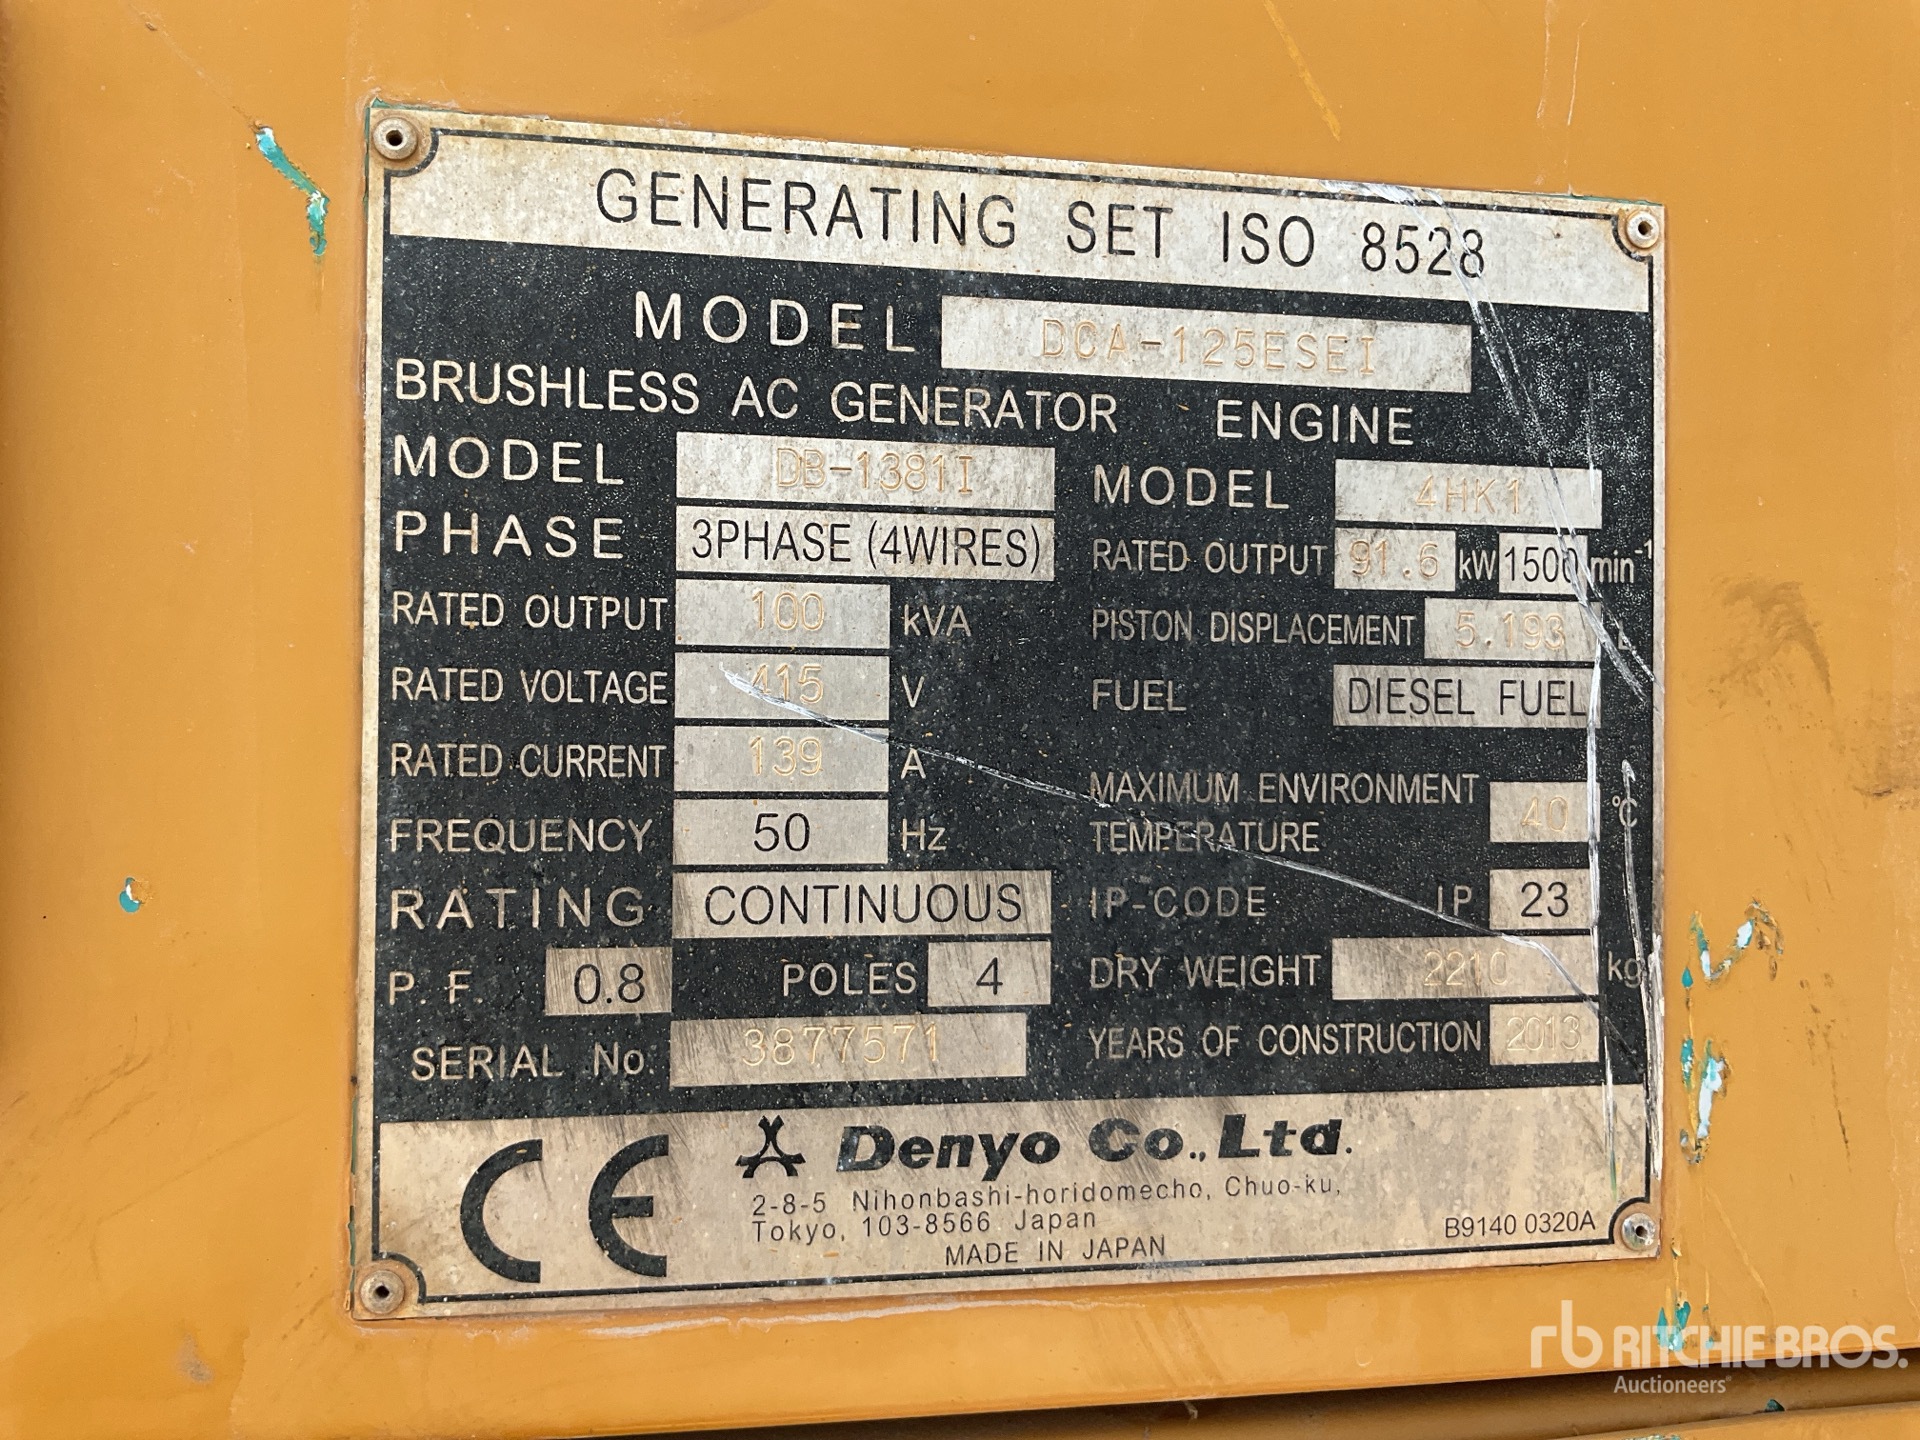 GENERATING SET ISO 8528
MODEL DCA-125ESEI
BRUSHLESS AC GENERATOR
MODEL DB-1381I
PHASE 3PHASE (4WIRES)
RATED OUTPUT 100 kVA
RATED VOLTAGE 415 V
RATED CURRENT 139 A
FREQUENCY 50 Hz
RATING CONTINUOUS
P. F. 0.8 POLES 4
SERIAL No. 3877571
ENGINE
MODEL 4HK1
RATED OUTPUT 91.6 kW 1500 min⁻¹
PISTON DISPLACEMENT 5.193 L
FUEL DIESEL FUEL
MAXIMUM ENVIRONMENT
TEMPERATURE 40 °C
IP-CODE IP 23
DRY WEIGHT 2210 kg
YEARS OF CONSTRUCTION 2013
CE
Denyo Co., Ltd.
2-8-5 Nihonbashi-horidomecho, Chuo-ku,
Tokyo, 103-8566 Japan
MADE IN JAPAN
B9140 0320A
rb RITCHIE BROS.
Auctioneers